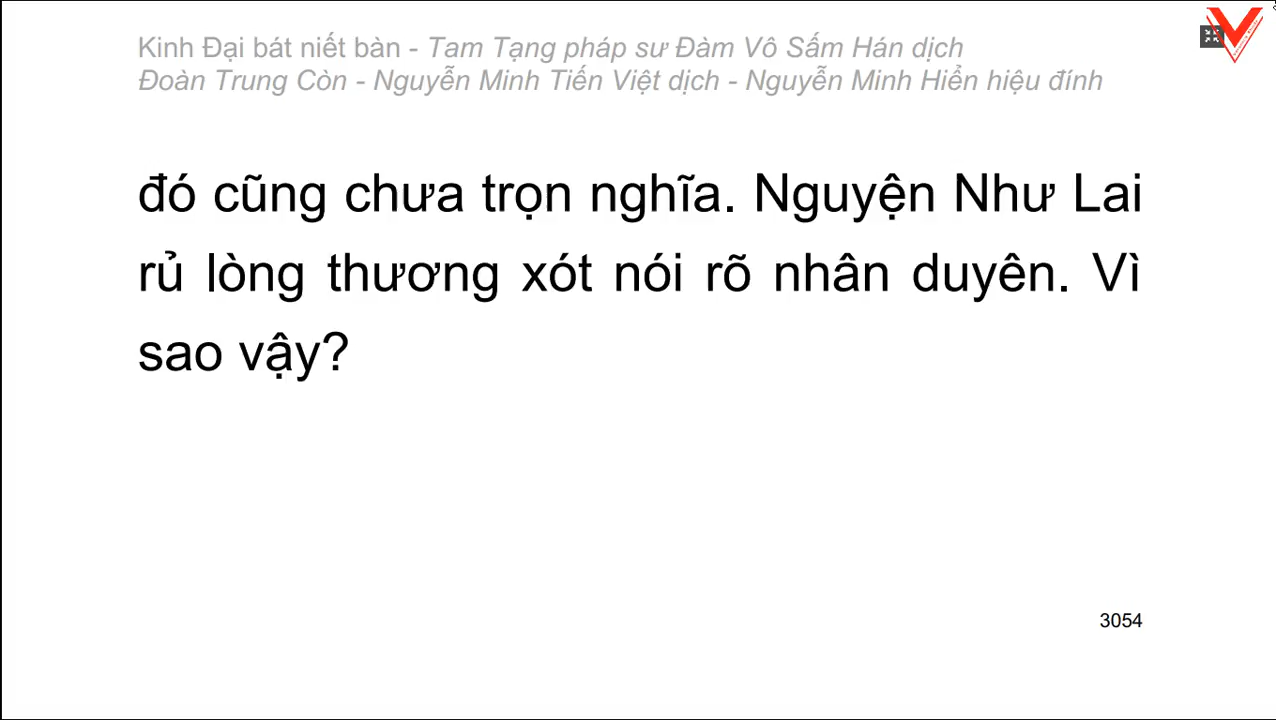 Kinh Đại bát niết bàn - Tam Tạng pháp sư Đàm Vô Sấm Hán dịch
Đoàn Trung Còn - Nguyễn Minh Tiến Việt dịch - Nguyễn Minh Hiển hiệu đính
đó cũng chưa trọn nghĩa. Nguyện Như Lai
rủ lòng thương xót nói rõ nhân duyên. Vì
sao vậy?
3054